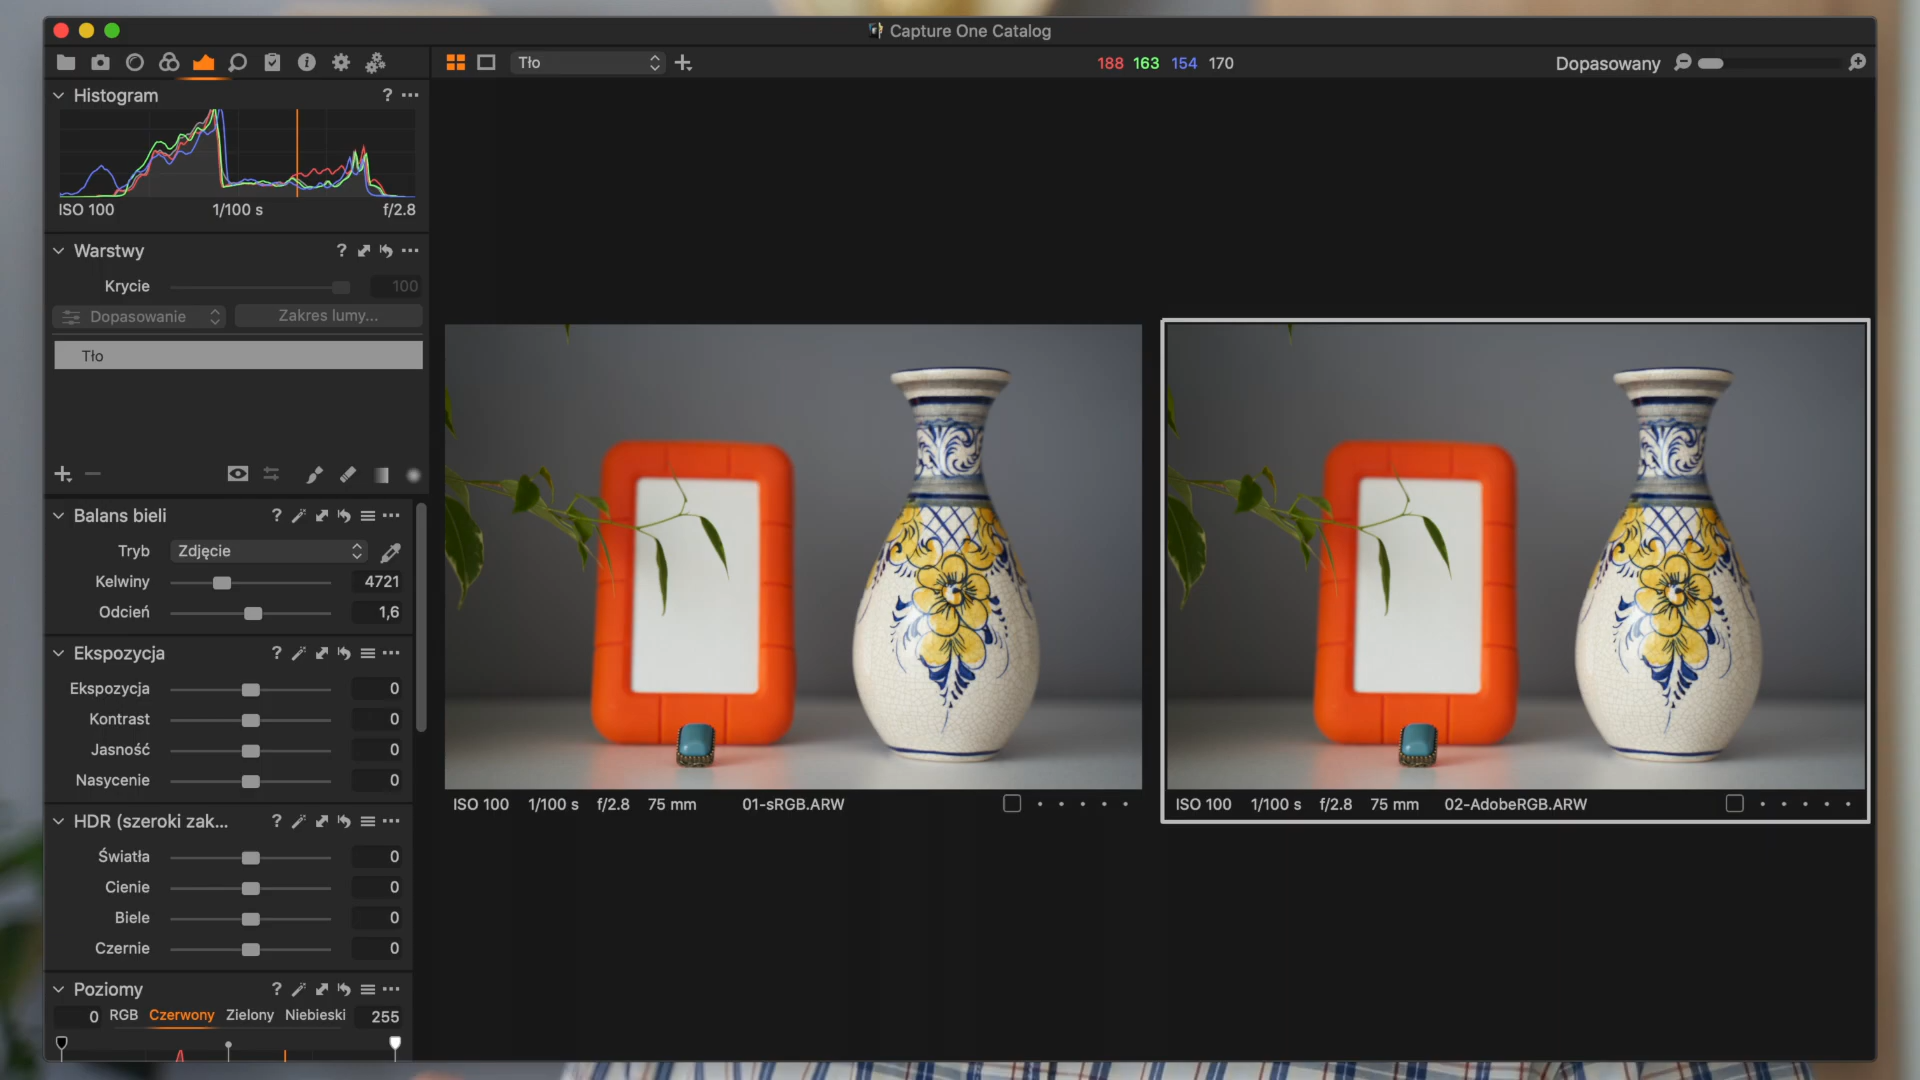 Capture One Catalog
Tło
188 163 154 170
Dopasowany
Histogram
?
ISO 100 1/100 s f/2.8
Warstwy
?
Krycie 100
Dopasowanie Zakres lumy...
Tło
Balans bieli
?
Tryb Zdjęcie
Kelwiny 4721
Odcień 1,6
Ekspozycja
?
Ekspozycja 0
Kontrast 0
Jasność 0
Nasycenie 0
HDR (szeroki zak...
?
Światła 0
Cienie 0
Biele 0
Czernie 0
Poziomy
?
0 RGB Czerwony Zielony Niebieski 255
ISO 100 1/100 s f/2.8 75 mm 01-sRGB.ARW
ISO 100 1/100 s f/2.8 75 mm 02-AdobeRGB.ARW